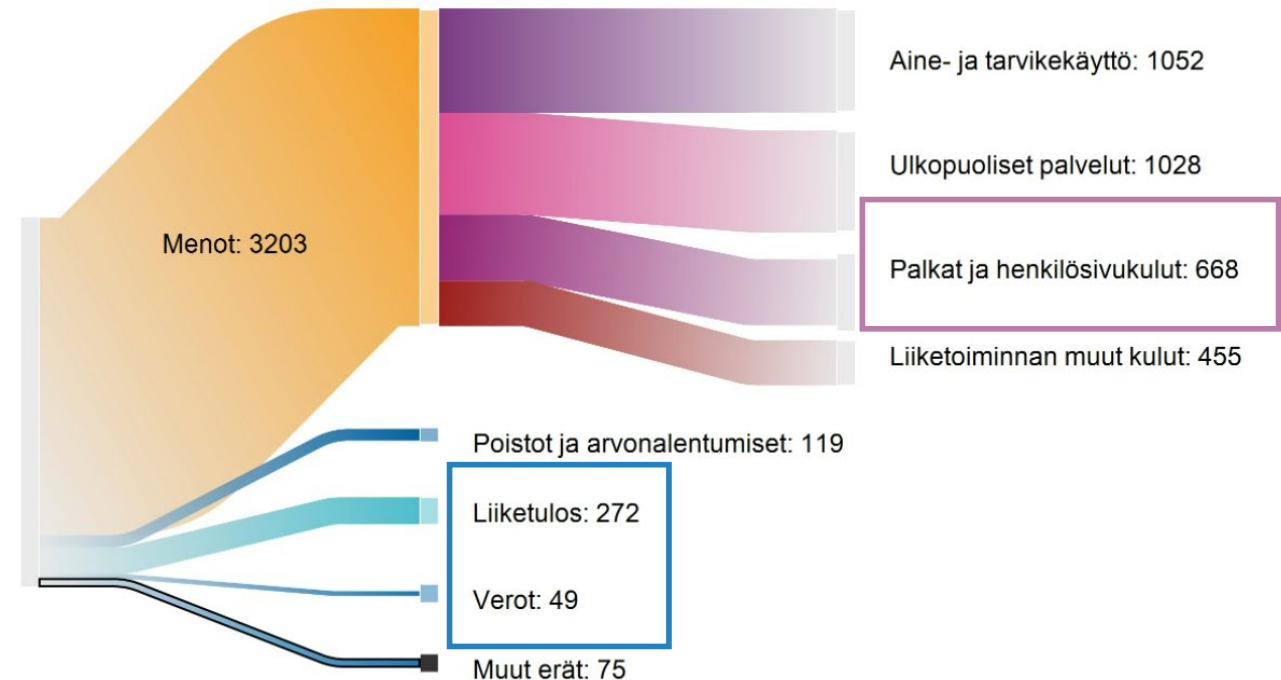 Aine- ja tarvikekäyttö: 1052
Ulkopuoliset palvelut: 1028
Menot: 3203
Palkat ja henkilösivukulut: 668
Liiketoiminnan muut kulut: 455
Poistot ja arvonalentumiset: 119
Liiketulos: 272
Verot: 49
Muut erät: 75